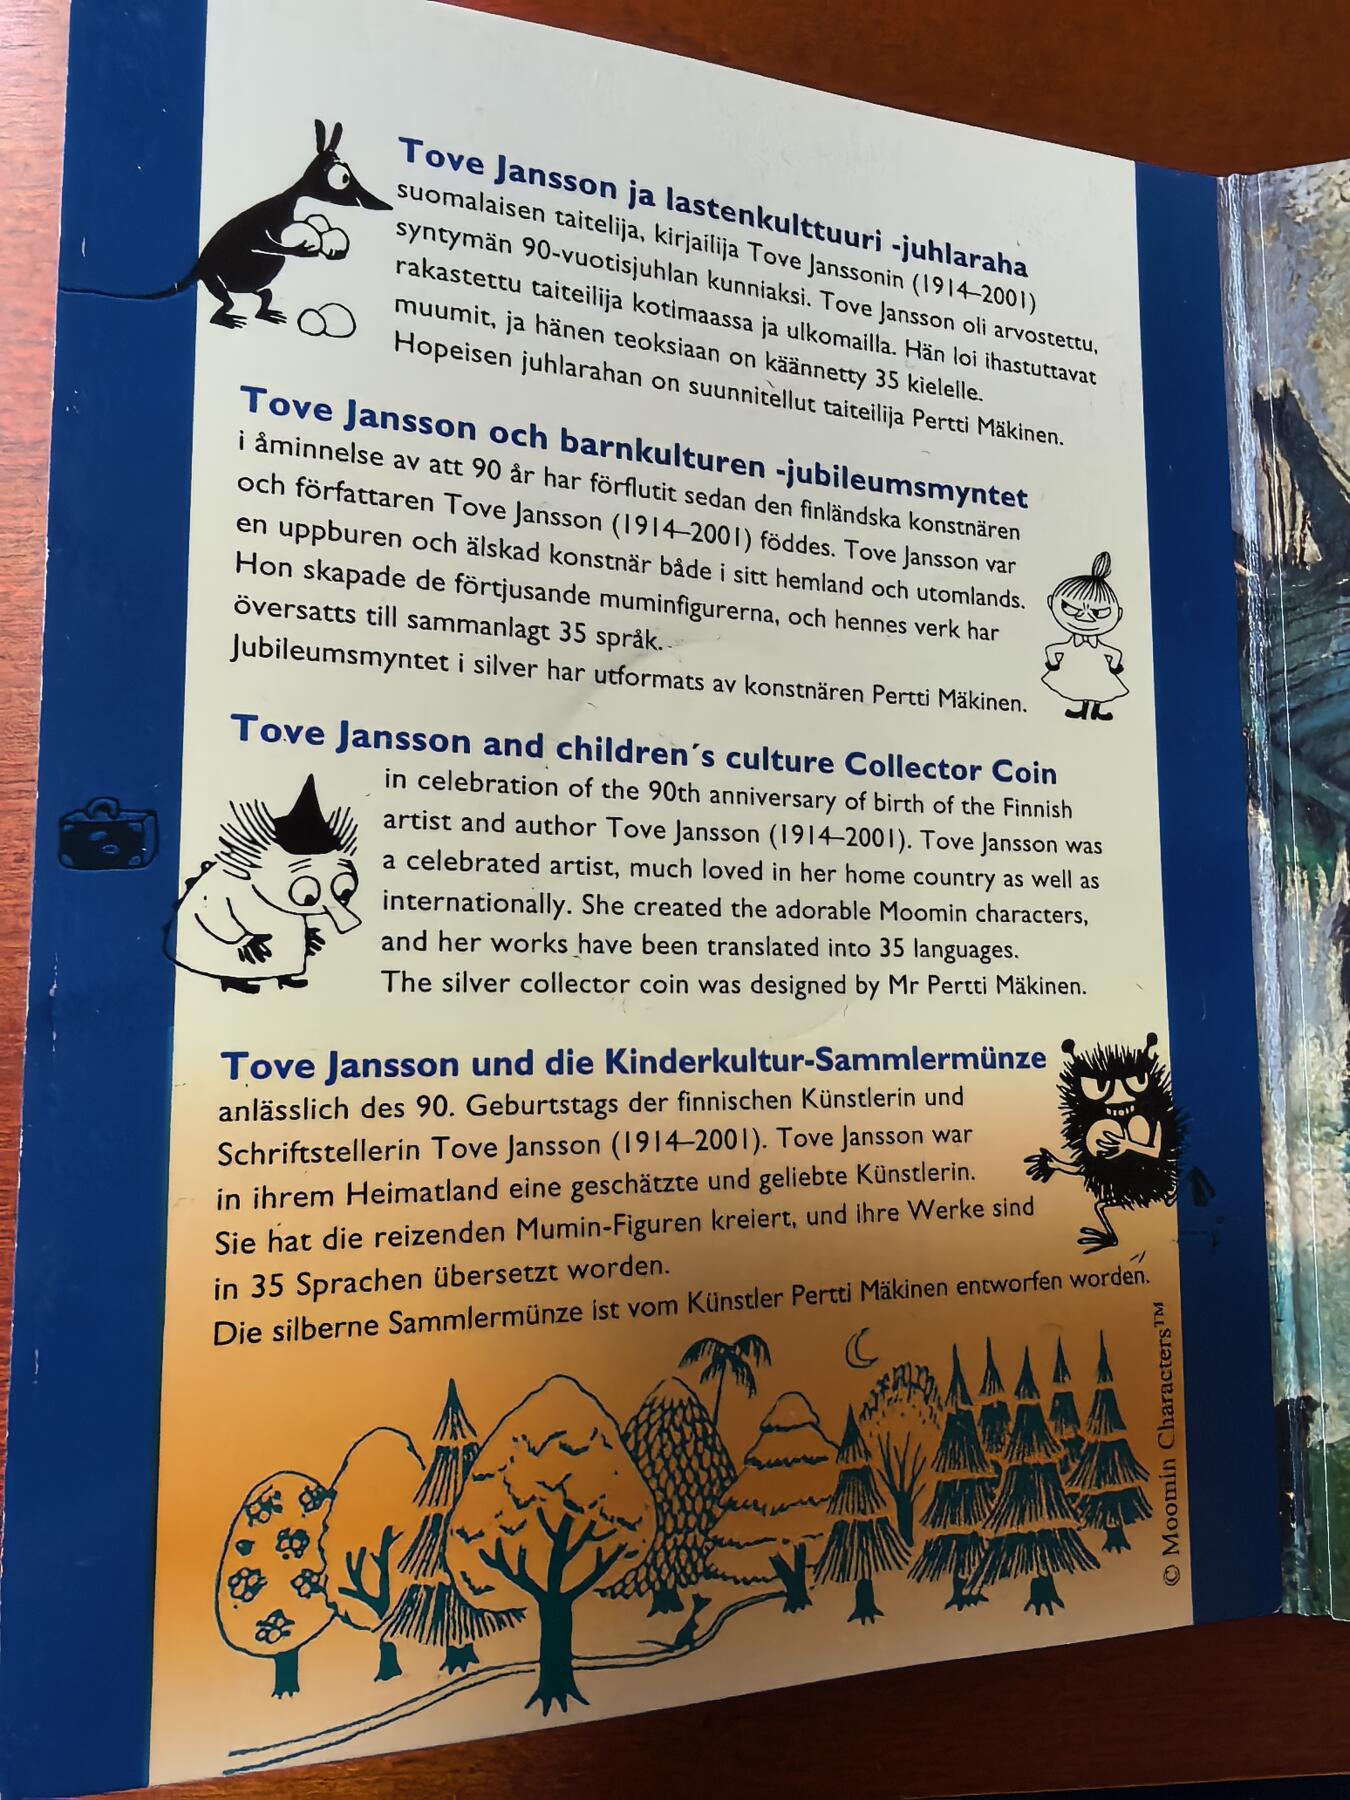 Tove Jansson ja lastenkulttuuri -juhlaraha
suomalaisen taitelija, kirjailija Tove Janssonin (1914–2001)
syntymän 90-vuotisjuhlan kunniaksi. Tove Jansson oli arvostettu,
rakastettu taiteilija kotimaassa ja ulkomailla. Hän loi ihastuttavat
muumit, ja hänen teoksiaan on käännetty 35 kielelle.
Hopeisen juhlarahan on suunnitellut taiteilija Pertti Mäkinen.
Tove Jansson och barnkulturen -jubileumsmyntet
i åminnelse av att 90 år har förflutit sedan den finländska konstnären
och författaren Tove Jansson (1914–2001) föddes. Tove Jansson var
en uppburen och älskad konstnär både i sitt hemland och utomlands.
Hon skapade de förtjusande muminfigurerna, och hennes verk har
översatts till sammanlagt 35 språk.
Jubileumsmyntet i silver har utformats av konstnären Pertti Mäkinen.
Tove Jansson and children´s culture Collector Coin
in celebration of the 90th anniversary of birth of the Finnish
artist and author Tove Jansson (1914–2001). Tove Jansson was
a celebrated artist, much loved in her home country as well as
internationally. She created the adorable Moomin characters,
and her works have been translated into 35 languages.
The silver collector coin was designed by Mr Pertti Mäkinen.
Tove Jansson und die Kinderkultur-Sammlermünze
anlässlich des 90. Geburtstags der finnischen Künstlerin und
Schriftstellerin Tove Jansson (1914–2001). Tove Jansson war
in ihrem Heimatland eine geschätzte und geliebte Künstlerin.
Sie hat die reizenden Mumin-Figuren kreiert, und ihre Werke sind
in 35 Sprachen übersetzt worden.
Die silberne Sammlermünze ist vom Künstler Pertti Mäkinen entworfen worden.
© Moomin Characters™